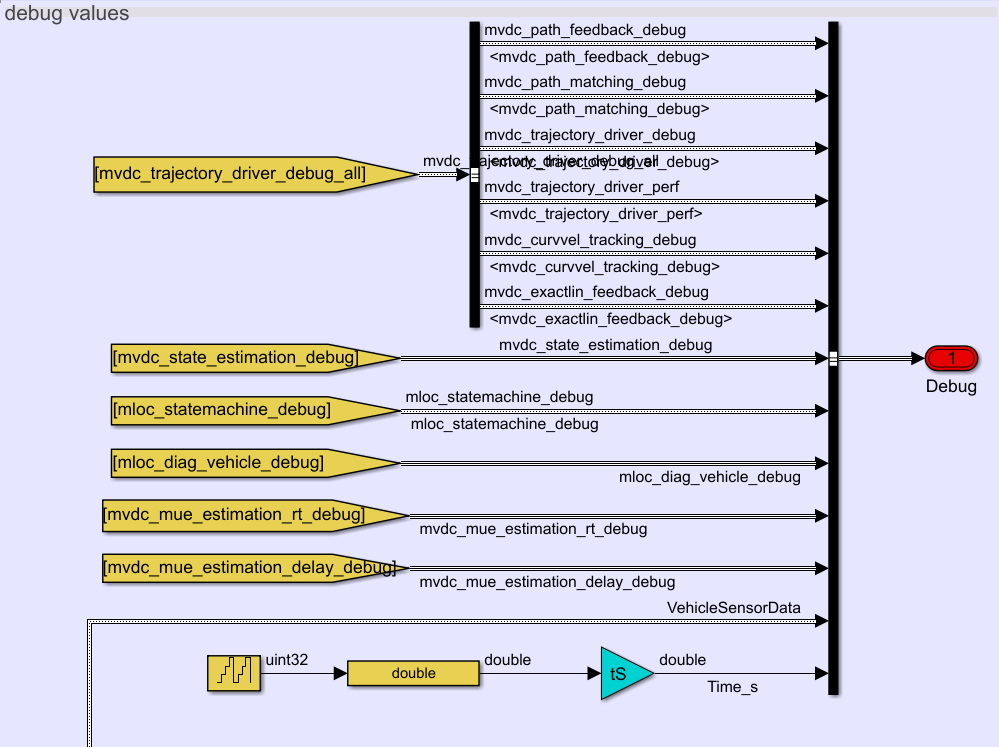 debug values
mvdc_path_feedback_debug
<mvdc_path_feedback_debug>
mvdc_path_matching_debug
<mvdc_path_matching_debug>
mvdc_trajectory_driver_debug
mvdc_trajectory_driver_debug_all
<mvdc_trajectory_driver_debug>
[mvdc_trajectory_driver_debug_all]
mvdc_trajectory_driver_perf
<mvdc_trajectory_driver_perf>
mvdc_curvvel_tracking_debug
<mvdc_curvvel_tracking_debug>
mvdc_exactlin_feedback_debug
<mvdc_exactlin_feedback_debug>
mvdc_state_estimation_debug
[mvdc_state_estimation_debug]
1
Debug
mloc_statemachine_debug
[mloc_statemachine_debug]
mloc_statemachine_debug
[mloc_diag_vehicle_debug]
mloc_diag_vehicle_debug
[mvdc_mue_estimation_rt_debug]
mvdc_mue_estimation_rt_debug
[mvdc_mue_estimation_delay_debug]
mvdc_mue_estimation_delay_debug
VehicleSensorData
uint32
double
double
tS
double
Time_s